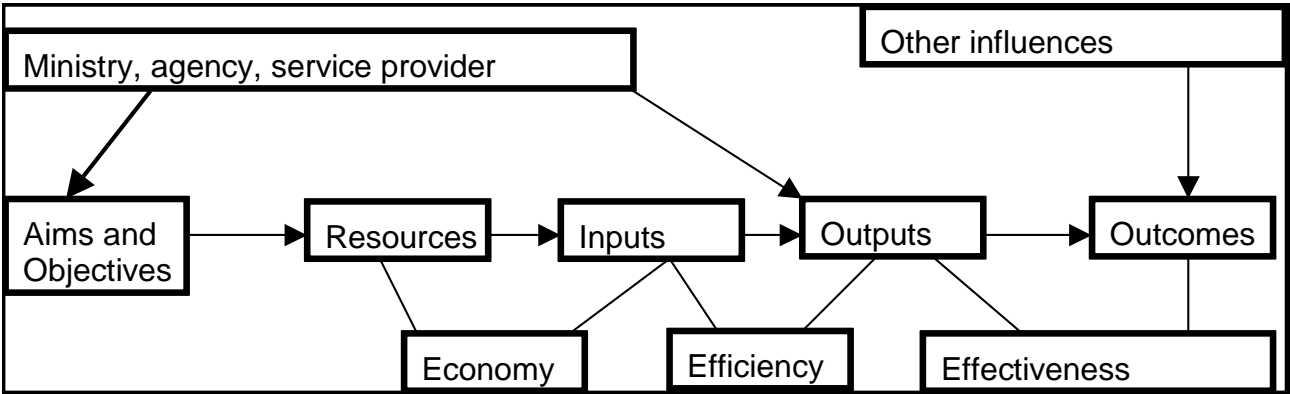 Other influences
Ministry, agency, service provider
Aims and
Objectives
Resources
Inputs
Outputs
Outcomes
Economy
Efficiency
Effectiveness